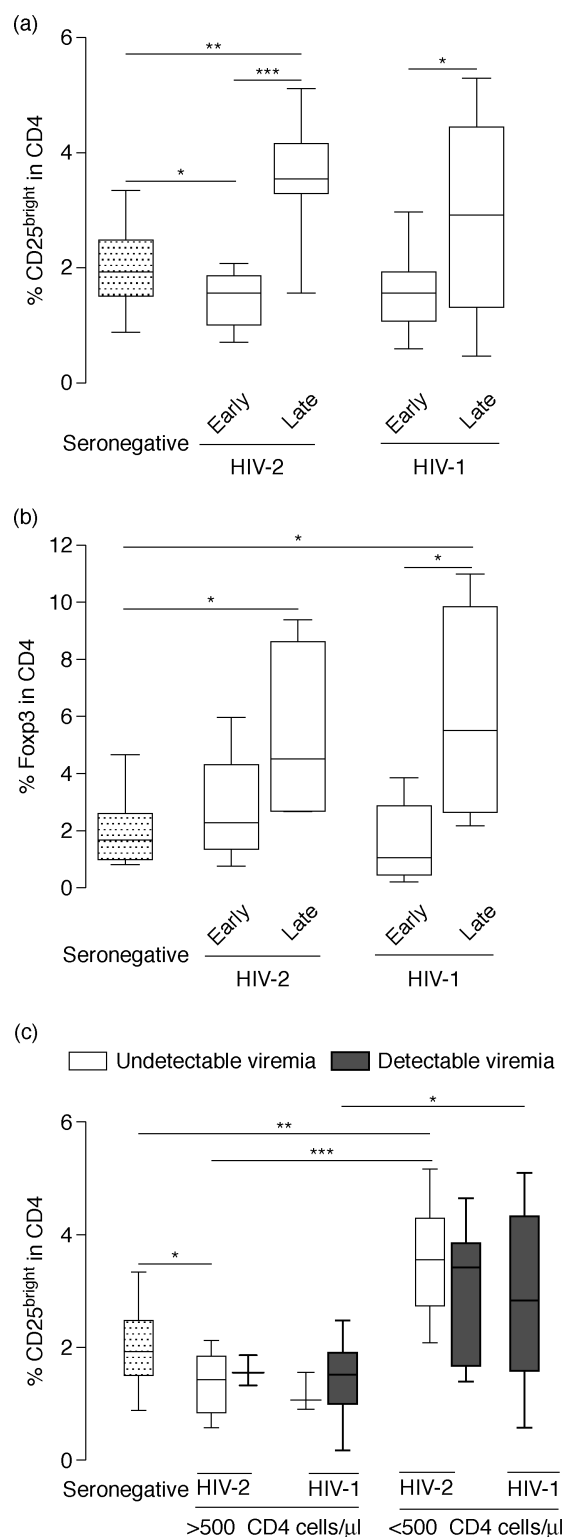 (a)
6
4
2
0
% CD25bright in CD4
**
***
*
*
Seronegative
Early
Late
Early
Late
HIV-2
HIV-1
(b)
12
10
8
6
4
2
0
% Foxp3 in CD4
*
*
*
Seronegative
Early
Late
Early
Late
HIV-2
HIV-1
(c)
Undetectable viremia
Detectable viremia
6
4
2
0
% CD25bright in CD4
*
**
***
*
Seronegative
HIV-2
HIV-1
HIV-2
HIV-1
>500 CD4 cells/μl
<500 CD4 cells/μl